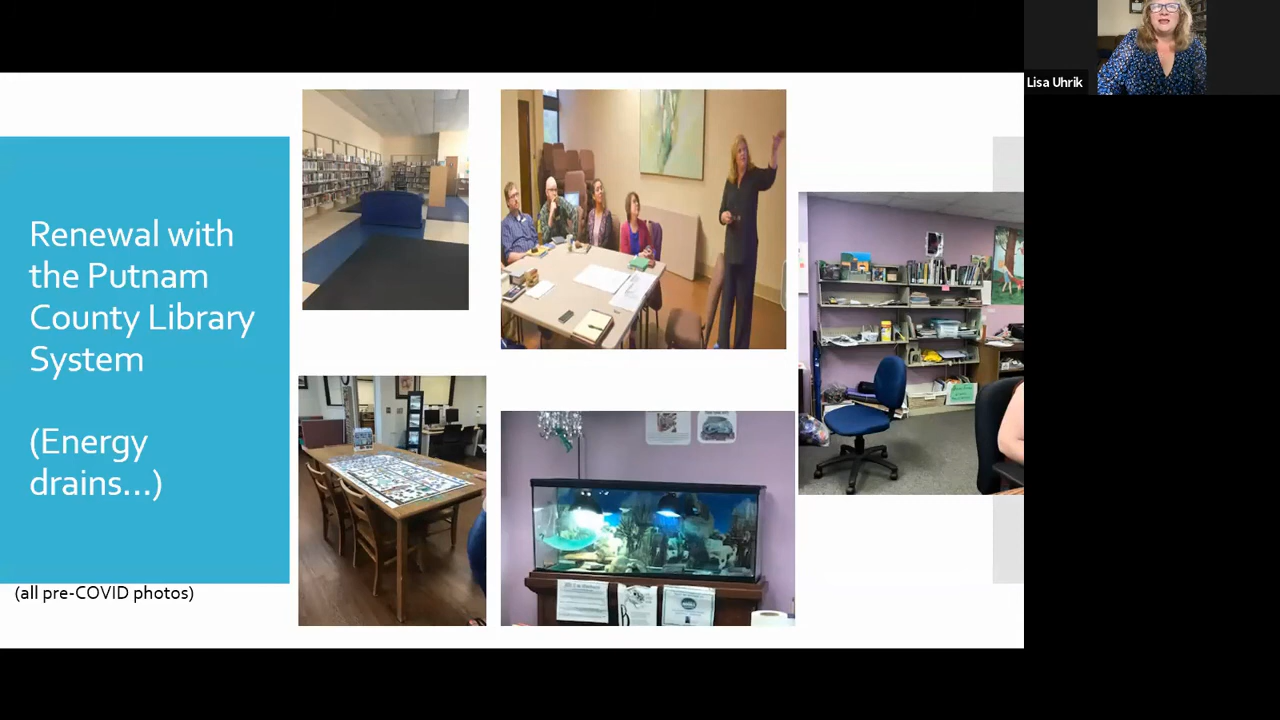 Renewal with
the Putnam
County Library
System
(Energy
drains...)
(all pre-COVID photos)
Lisa Uhrik